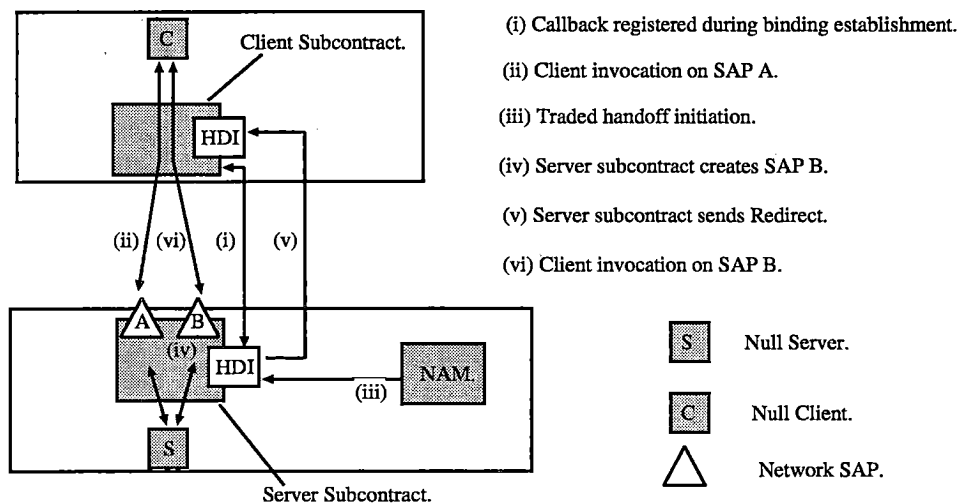 C
Client Subcontract.
HDI
(ii)
(vi)
(i)
(v)
A
B
(iv)
HDI
NAM.
(iii)
S
Server Subcontract.
(i) Callback registered during binding establishment.
(ii) Client invocation on SAP A.
(iii) Traded handoff initiation.
(iv) Server subcontract creates SAP B.
(v) Server subcontract sends Redirect.
(vi) Client invocation on SAP B.
S Null Server.
C Null Client.
Network SAP.